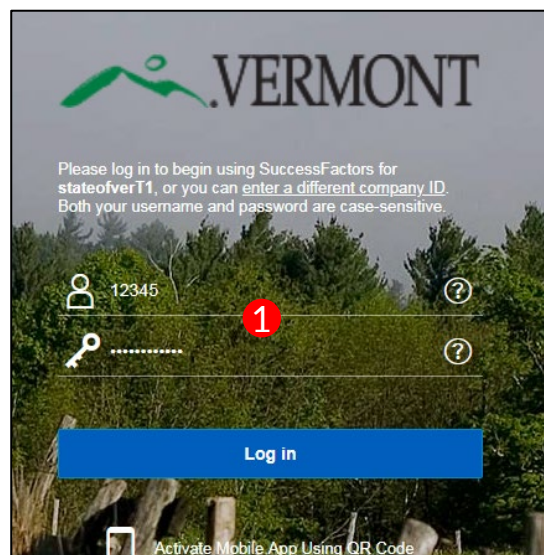 .VERMONT
Please log in to begin using SuccessFactors for
stateofverT1, or you can enter a different company ID.
Both your username and password are case-sensitive.
12345
?
1
............
?
Log in
Activate Mobile App Using QR Code